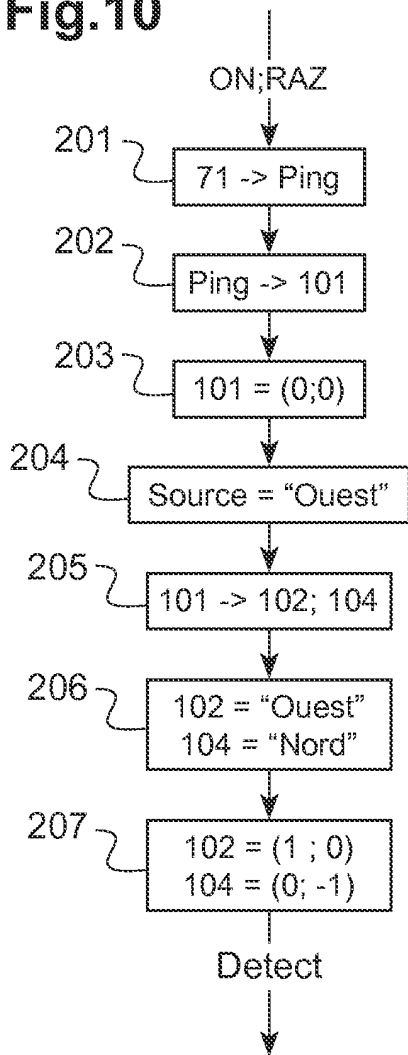 Fig.10
ON;RAZ
201
71 -> Ping
202
Ping -> 101
203
101 = (0;0)
204
Source = “Ouest”
205
101 -> 102; 104
206
102 = “Ouest”
104 = “Nord”
207
102 = (1 ; 0)
104 = (0; -1)
Detect